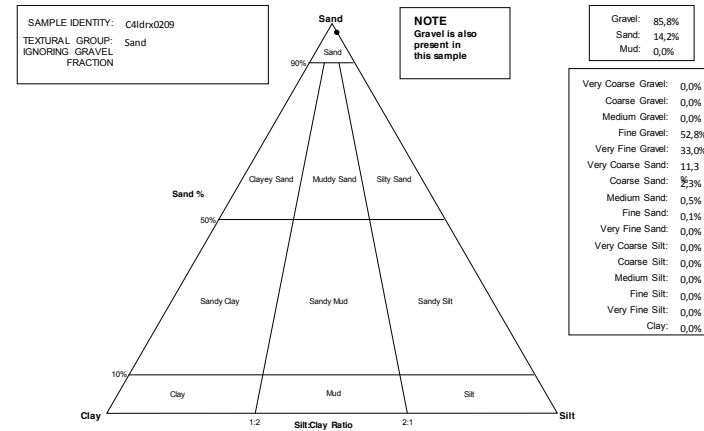 SAMPLE IDENTITY: C4ldrx0209
TEXTURAL GROUP: Sand
IGNORING GRAVEL
FRACTION
Sand
NOTE
Gravel is also
present in
this sample
Gravel: 85,8%
Sand: 14,2%
Mud: 0,0%
Sand
90%
Clayey Sand
Muddy Sand
Silty Sand
Sand %
50%
Sandy Clay
Sandy Mud
Sandy Silt
10%
Clay
Mud
Silt
Clay
1:2
Silt:Clay Ratio
2:1
Silt
Very Coarse Gravel: 0,0%
Coarse Gravel: 0,0%
Medium Gravel: 0,0%
Fine Gravel: 52,8%
Very Fine Gravel: 33,0%
Very Coarse Sand: 11,3
%
Coarse Sand: 2,3%
Medium Sand: 0,5%
Fine Sand: 0,1%
Very Fine Sand: 0,0%
Very Coarse Silt: 0,0%
Coarse Silt: 0,0%
Medium Silt: 0,0%
Fine Silt: 0,0%
Very Fine Silt: 0,0%
Clay: 0,0%